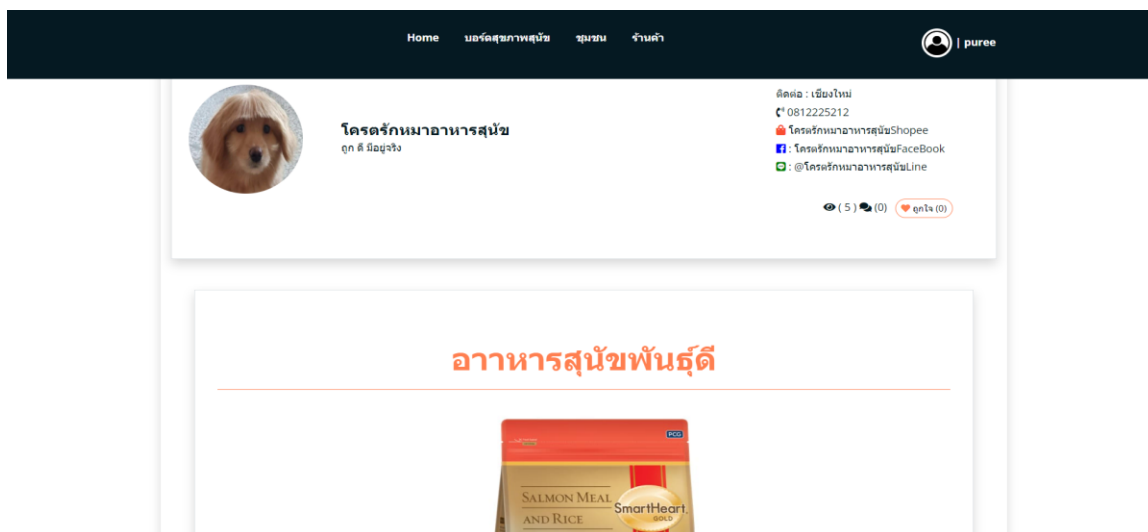 Home บอร์ดสุขภาพสุนัข ชุมชน ร้านค้า
| puree
โครตรักหมาอาหารสุนัข
ถูก ดี มีอยู่จริง
ติดต่อ : เชียงใหม่
0812225212
โครตรักหมาอาหารสุนัขShopee
: โครตรักหมาอาหารสุนัขFaceBook
: @โครตรักหมาอาหารสุนัขLine
( 5 ) (0) ถูกใจ (0)
อาาหารสุนัขพันธุ์ดี
PCG
SALMON MEAL
AND RICE
SmartHeart
GOLD